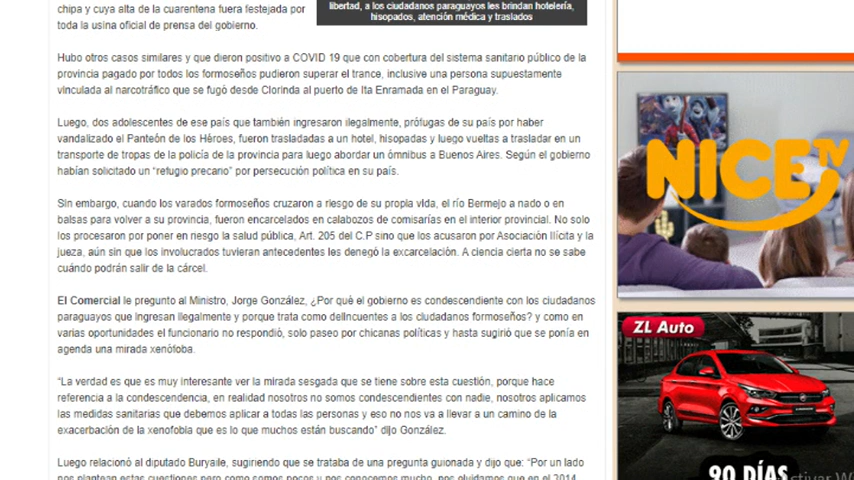 chipa y cuya alta de la cuarentena fuera festejada por
toda la usina oficial de prensa del gobierno.
libertad, a los ciudadanos paraguayos les brindan hotelería,
hisopados, atención médica y traslados
Hubo otros casos similares y que dieron positivo a COVID 19 que con cobertura del sistema sanitario público de la
provincia pagado por todos los formoseños pudieron superar el trance, inclusive una persona supuestamente
vinculada al narcotráfico que se fugó desde Clorinda al puerto de Ita Enramada en el Paraguay.
Luego, dos adolescentes de ese país que también ingresaron ilegalmente, prófugas de su país por haber
vandalizado el Panteón de los Héroes, fueron trasladadas a un hotel, hisopadas y luego vueltas a trasladar en un
transporte de tropas de la policía de la provincia para luego abordar un ómnibus a Buenos Aires. Según el gobierno
habían solicitado un “refugio precario” por persecución política en su país.
Sin embargo, cuando los varados formoseños cruzaron a riesgo de su propia vida, el río Bermejo a nado o en
balsas para volver a su provincia, fueron encarcelados en calabozos de comisarías en el interior provincial. No solo
los procesaron por poner en riesgo la salud pública, Art. 205 del C.P sino que los acusaron por Asociación Ilícita y la
jueza, aún sin que los involucrados tuvieran antecedentes les denegó la excarcelación. A ciencia cierta no se sabe
cuándo podrán salir de la cárcel.
El Comercial le pregunto al Ministro, Jorge González, ¿Por qué el gobierno es condescendiente con los ciudadanos
paraguayos que ingresan ilegalmente y porque trata como delincuentes a los ciudadanos formoseños? y como en
varias oportunidades el funcionario no respondió, solo paseo por chicanas políticas y hasta sugirió que se ponía en
agenda una mirada xenófoba.
“La verdad es que es muy interesante ver la mirada sesgada que se tiene sobre esta cuestión, porque hace
referencia a la condescendencia, en realidad nosotros no somos condescendientes con nadie, nosotros aplicamos
las medidas sanitarias que debemos aplicar a todas las personas y eso no nos va a llevar a un camino de la
exacerbación de la xenofobia que es lo que muchos están buscando” dijo González.
Luego relacionó al diputado Buryaile, sugiriendo que se trataba de una pregunta guionada y dijo que: “Por un lado
nos plantean estas cuestiones pero como somos pocos y nos conocemos mucho, nos olvidamos que en el 2014
NICE TV
ZL Auto
90 DÍAS